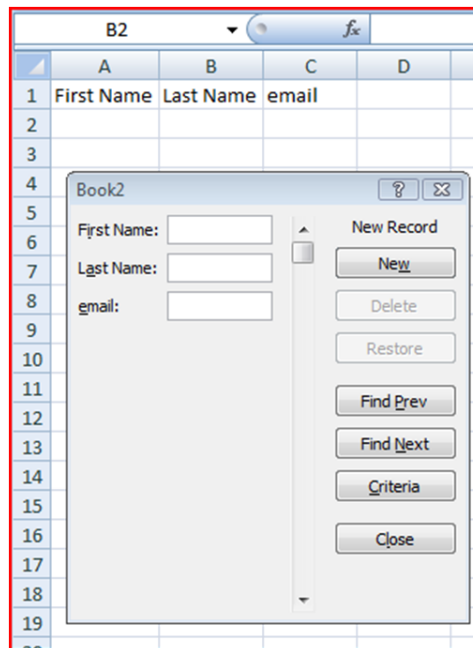 B2 fx
A B C D
1 First Name Last Name email
2
3
4
5
6
7
8
9
10
11
12
13
14
15
16
17
18
19
Book2 ?
First Name: New Record
New
Last Name:
email: Delete
Restore
Find Prev
Find Next
Criteria
Close